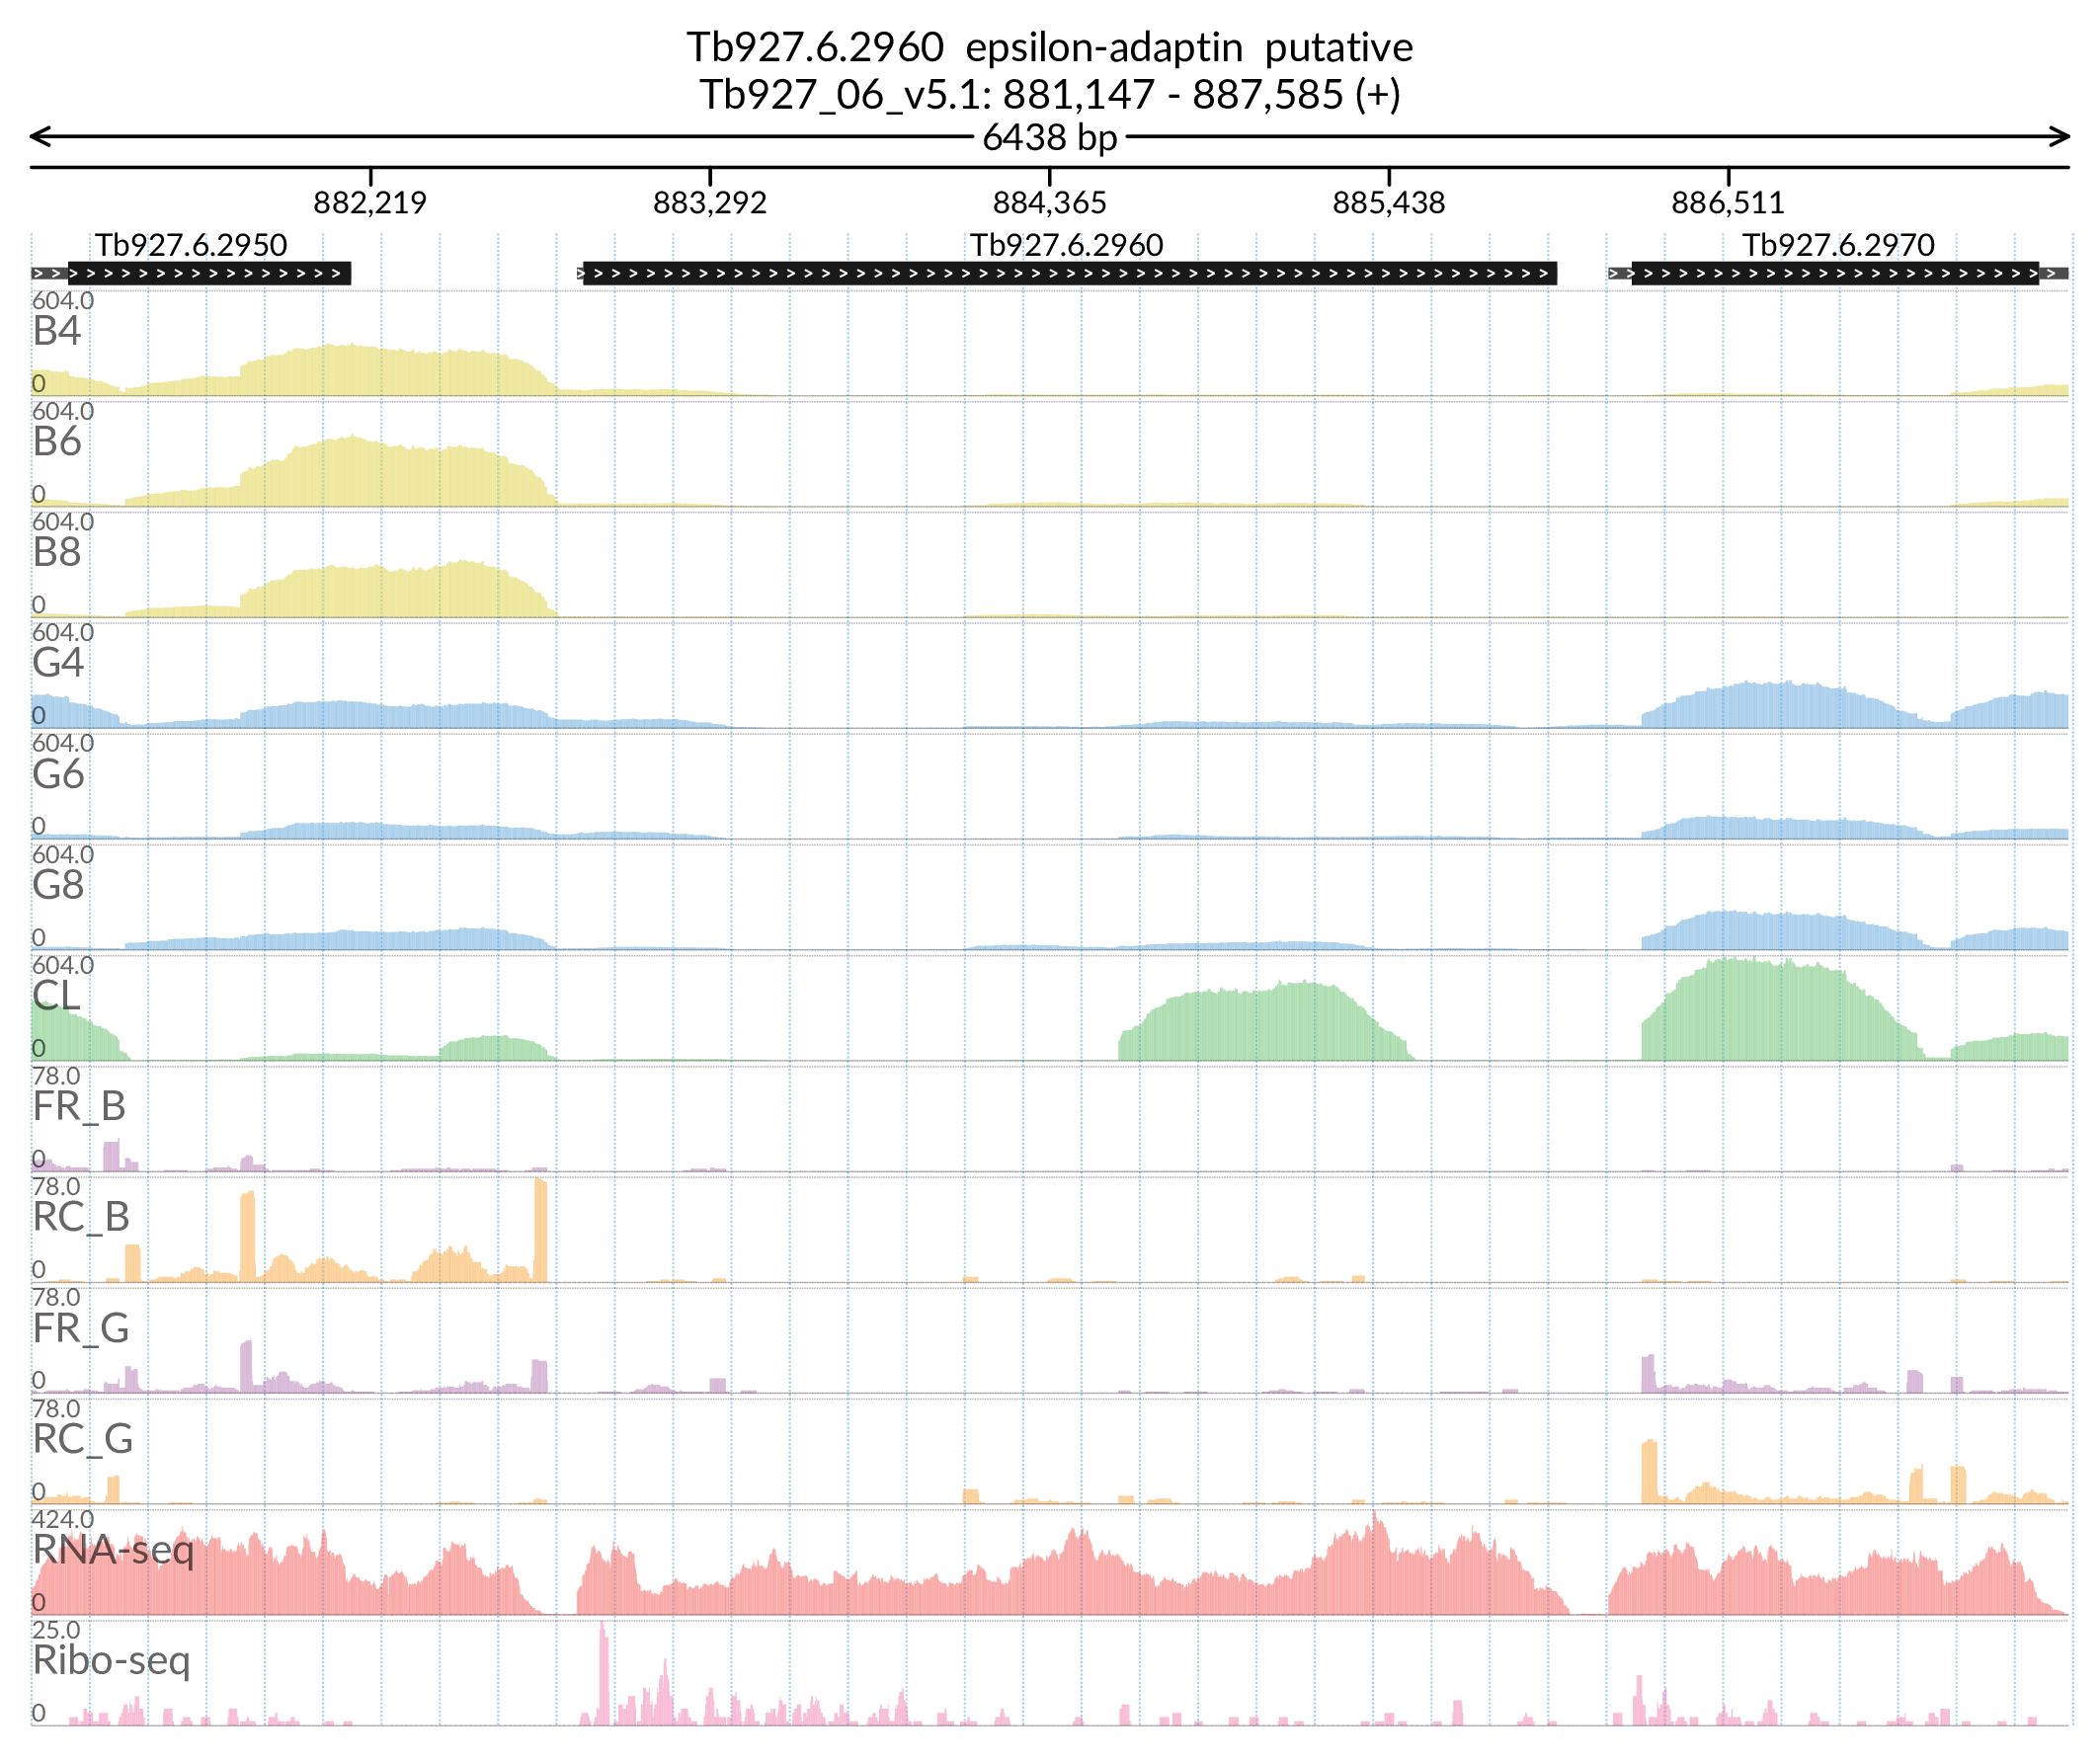 Tb927.6.2960 epsilon-adaptin putative
Tb927_06_v5.1: 881,147 - 887,585 (+)
6438 bp
882,219 883,292 884,365 885,438 886,511
Tb927.6.2950 Tb927.6.2960 Tb927.6.2970
604.0
B4
0
604.0
B6
0
604.0
B8
0
604.0
G4
0
604.0
G6
0
604.0
G8
0
604.0
CL
0
78.0
FR_B
0
78.0
RC_B
0
78.0
FR_G
0
78.0
RC_G
0
424.0
RNA-seq
0
25.0
Ribo-seq
0